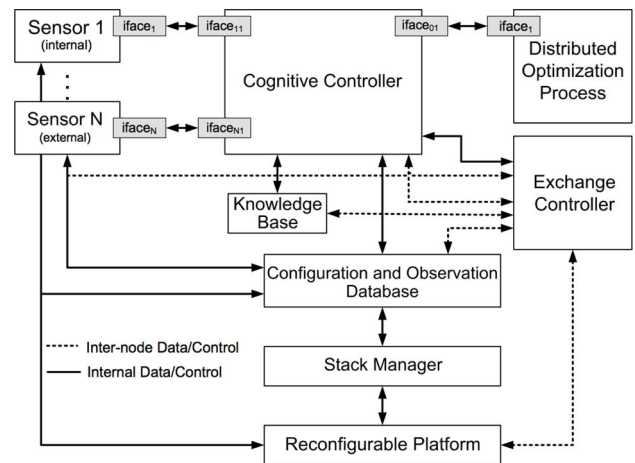 Sensor 1
(internal)
iface₁
iface₁₁
iface₀₁
iface₁
Distributed
Optimization
Process
Cognitive Controller
Sensor N
(external)
ifaceN
ifaceN1
Exchange
Controller
Knowledge
Base
Configuration and Observation
Database
Inter-node Data/Control
Internal Data/Control
Stack Manager
Reconfigurable Platform